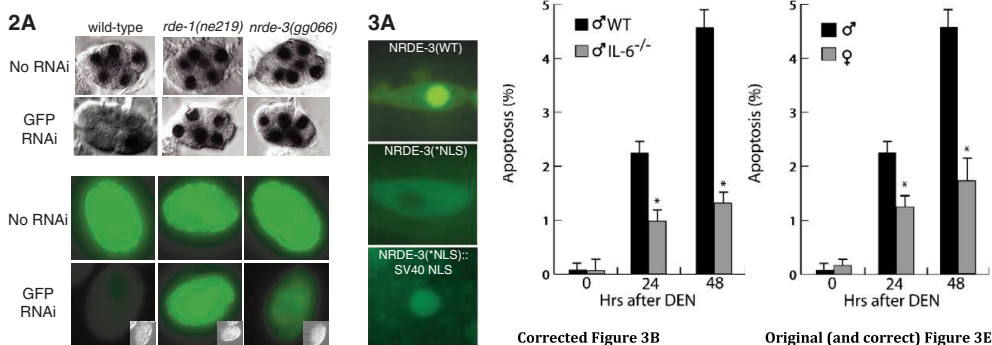 2A
wild-type rde-1(ne219) nrde-3(gg066)
No RNAi
GFP
RNAi
No RNAi
GFP
RNAi
3A
NRDE-3(WT)
NRDE-3(*NLS)
NRDE-3(*NLS)::
SV40 NLS
5
4
3
2
1
0
Apoptosis (%)
♂WT
♂IL-6-/-
*
*
0 24 48
Hrs after DEN
Corrected Figure 3B
5
4
3
2
1
0
Apoptosis (%)
♂
♀
*
*
0 24 48
Hrs after DEN
Original (and correct) Figure 3E